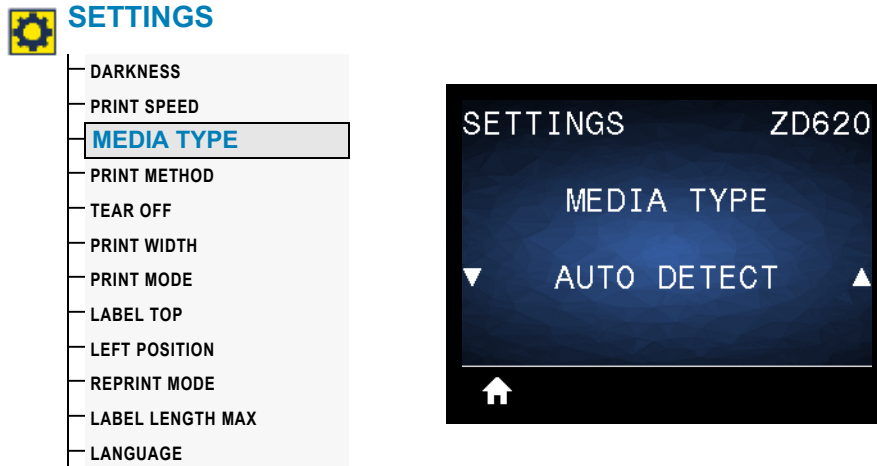 SETTINGS
DARKNESS
PRINT SPEED
MEDIA TYPE
PRINT METHOD
TEAR OFF
PRINT WIDTH
PRINT MODE
LABEL TOP
LEFT POSITION
REPRINT MODE
LABEL LENGTH MAX
LANGUAGE
SETTINGS ZD620
MEDIA TYPE
AUTO DETECT